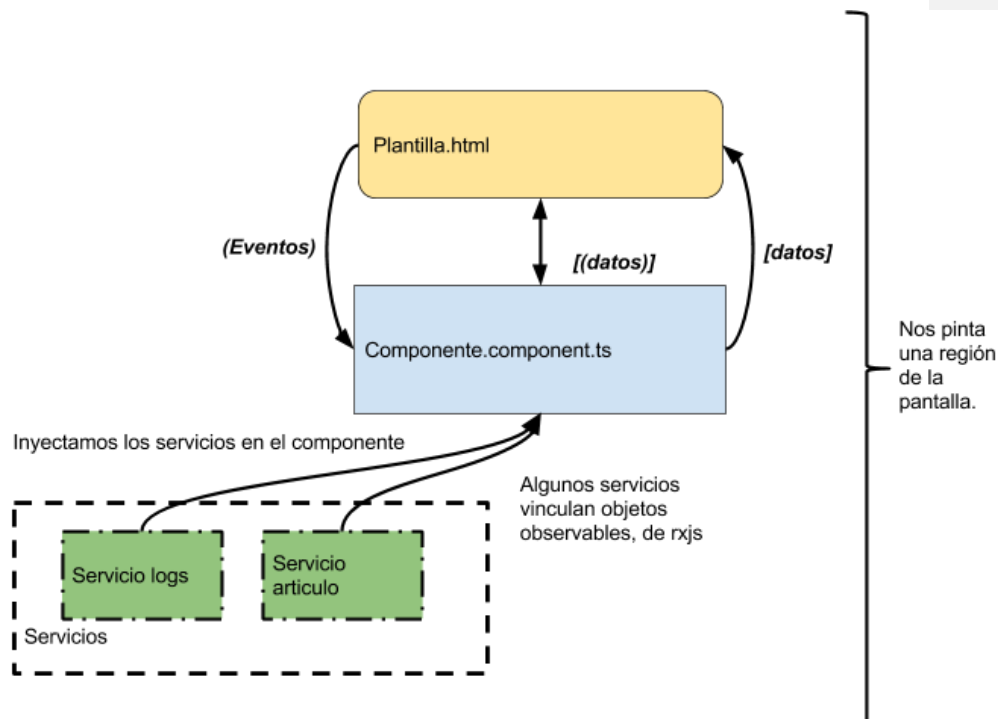 Plantilla.html
(Eventos)
[(datos)]
[datos]
Componente.component.ts
Nos pinta
una región
de la
pantalla.
Inyectamos los servicios en el componente
Algunos servicios
vinculan objetos
observables, de rxjs
Servicio logs
Servicio
articulo
Servicios